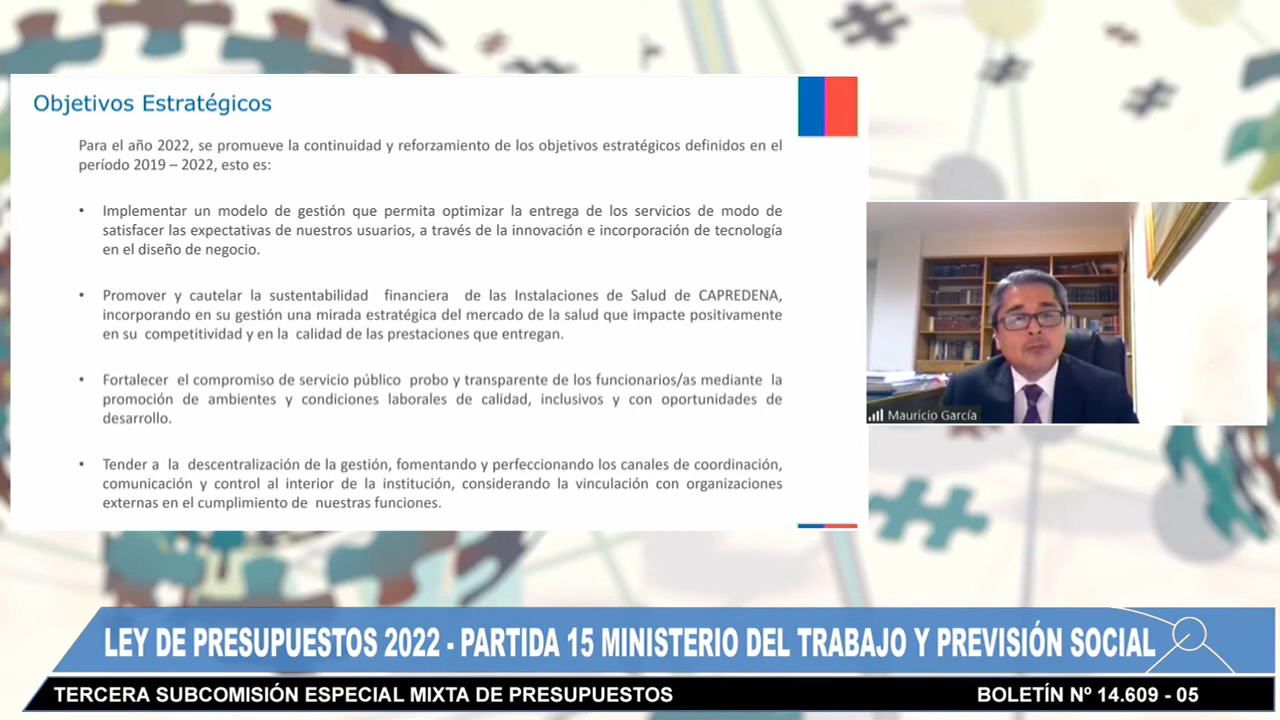 Objetivos Estratégicos
Para el año 2022, se promueve la continuidad y reforzamiento de los objetivos estratégicos definidos en el
período 2019 – 2022, esto es:
• Implementar un modelo de gestión que permita optimizar la entrega de los servicios de modo de
satisfacer las expectativas de nuestros usuarios, a través de la innovación e incorporación de tecnología
en el diseño de negocio.
• Promover y cautelar la sustentabilidad financiera de las Instalaciones de Salud de CAPREDENA,
incorporando en su gestión una mirada estratégica del mercado de la salud que impacte positivamente
en su competitividad y en la calidad de las prestaciones que entregan.
• Fortalecer el compromiso de servicio público probo y transparente de los funcionarios/as mediante la
promoción de ambientes y condiciones laborales de calidad, inclusivos y con oportunidades de
desarrollo.
• Tender a la descentralización de la gestión, fomentando y perfeccionando los canales de coordinación,
comunicación y control al interior de la institución, considerando la vinculación con organizaciones
externas en el cumplimiento de nuestras funciones.
Mauricio García
LEY DE PRESUPUESTOS 2022 - PARTIDA 15 MINISTERIO DEL TRABAJO Y PREVISIÓN SOCIAL
TERCERA SUBCOMISIÓN ESPECIAL MIXTA DE PRESUPUESTOS
BOLETÍN Nº 14.609 - 05